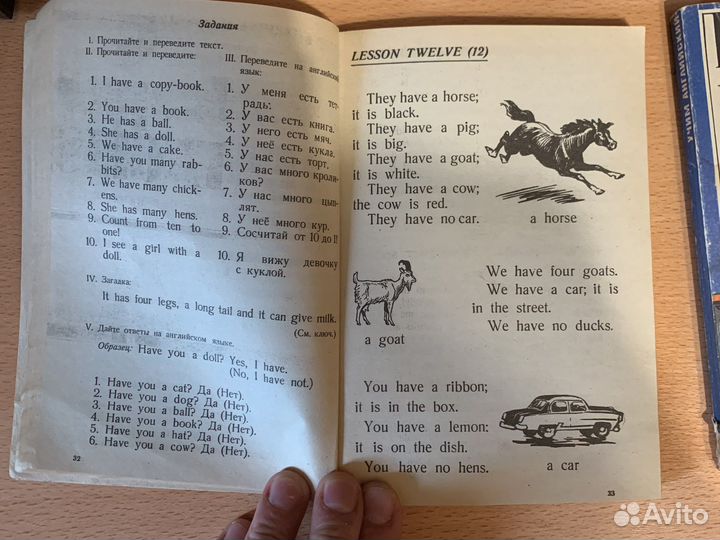 Задания
I. Прочитайте и переведите текст.
II. Прочитайте и переведите:
1. I have a copy-book.
2. You have a book.
3. He has a ball.
4. She has a doll.
5. We have a cake.
6. Have you many rab-
bits?
7. We have many chick-
ens.
8. She has many hens.
9. Count from ten to
one!
10. I see a girl with a
doll.
III. Переведите на английский
язык:
1. У меня есть тет-
радь:
2. У вас есть книга.
3. У него есть мяч.
4. У неё есть кукла.
5. У нас есть торт.
6. У вас много кроли-
ков?
7. У нас много цып-
лят.
8. У неё много кур.
9. Сосчитай от 10 до 1!
10. Я вижу девочку
с куклой.
IV. Загадка:
It has four legs, a long tail and it can give milk.
(См. ключ.)
V. Дайте ответы на английском языке.
Образец: Have you a doll? Yes, I have.
(No, I have not.)
1. Have you a cat? Да (Нет).
2. Have you a dog? Да (Нет).
3. Have you a ball? Да (Нет).
4. Have you a book? Да (Нет).
5. Have you a hat? Да (Нет).
6. Have you a cow? Да (Нет).
32
LESSON TWELVE (12)
They have a horse;
it is black.
They have a pig;
it is big.
They have a goat;
it is white.
They have a cow;
the cow is red.
They have no car.
a horse
a goat
We have four goats.
We have a car; it is
in the street.
We have no ducks.
You have a ribbon;
it is in the box.
You have a lemon:
it is on the dish.
You have no hens.
a car
33
УЧИМ АНГЛИЙСКИЙ
Avito